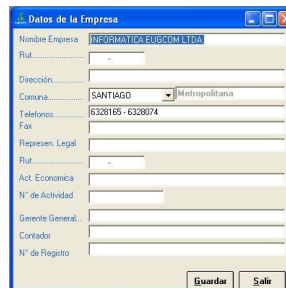 Datos de la Empresa
Nombre Empresa INFORMATICA EUGCOM LTDA.
Rut........................ .
Dirección....................
Comuna................ SANTIAGO Metropolitana
Telefonos............. 6328165 - 6328074
Fax
Represen. Legal
Rut........................ .
Act. Economica
N° de Actividad
Gerente General...
Contador
N° de Registro
Guardar Salir